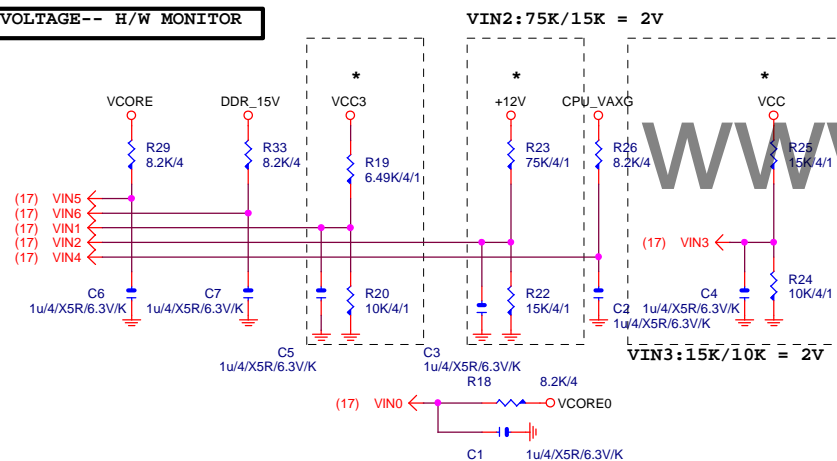 VOLTAGE-- H/W MONITOR
VIN2:75K/15K = 2V
*
*
*
VCORE
DDR_15V
VCC3
+12V
CPU_VAXG
VCC
R29
8.2K/4
R33
8.2K/4
R19
6.49K/4/1
R23
75K/4/1
R26
8.2K/4
R25
15K/4/1
WWW
(17) VIN5
(17) VIN6
(17) VIN1
(17) VIN2
(17) VIN4
(17) VIN3
C6
1u/4/X5R/6.3V/K
C7
1u/4/X5R/6.3V/K
R20
10K/4/1
R22
15K/4/1
C2
1u/4/X5R/6.3V/K
C4
1u/4/X5R/6.3V/K
R24
10K/4/1
C5
1u/4/X5R/6.3V/K
C3
1u/4/X5R/6.3V/K
VIN3:15K/10K = 2V
R18
8.2K/4
(17) VIN0
VCORE0
C1
1u/4/X5R/6.3V/K